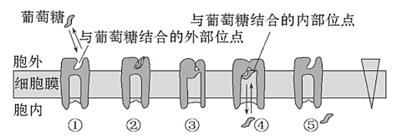 葡萄糖
与葡萄糖结合的内部位点
与葡萄糖结合的外部位点
胞外
细胞膜
胞内
① ② ③ ④ ⑤